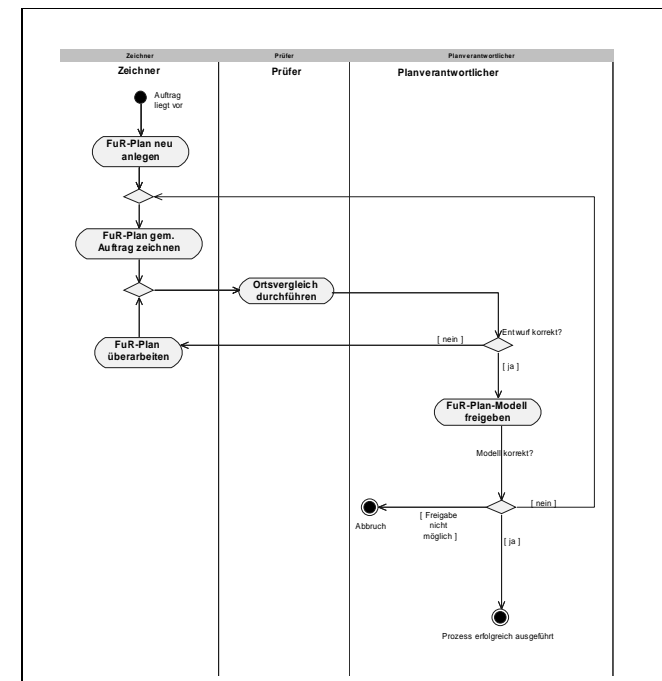 Zeichner
Prüfer
Planverantwortlicher
Zeichner
Prüfer
Planverantwortlicher
Auftrag
liegt vor
FuR-Plan neu
anlegen
FuR-Plan gem.
Auftrag zeichnen
Ortsvergleich
durchführen
Entwurf korrekt?
[ nein ]
FuR-Plan
überarbeiten
[ ja ]
FuR-Plan-Modell
freigeben
Modell korrekt?
[ nein ]
[ Freigabe
nicht
möglich ]
Abbruch
[ ja ]
Prozess erfolgreich ausgeführt